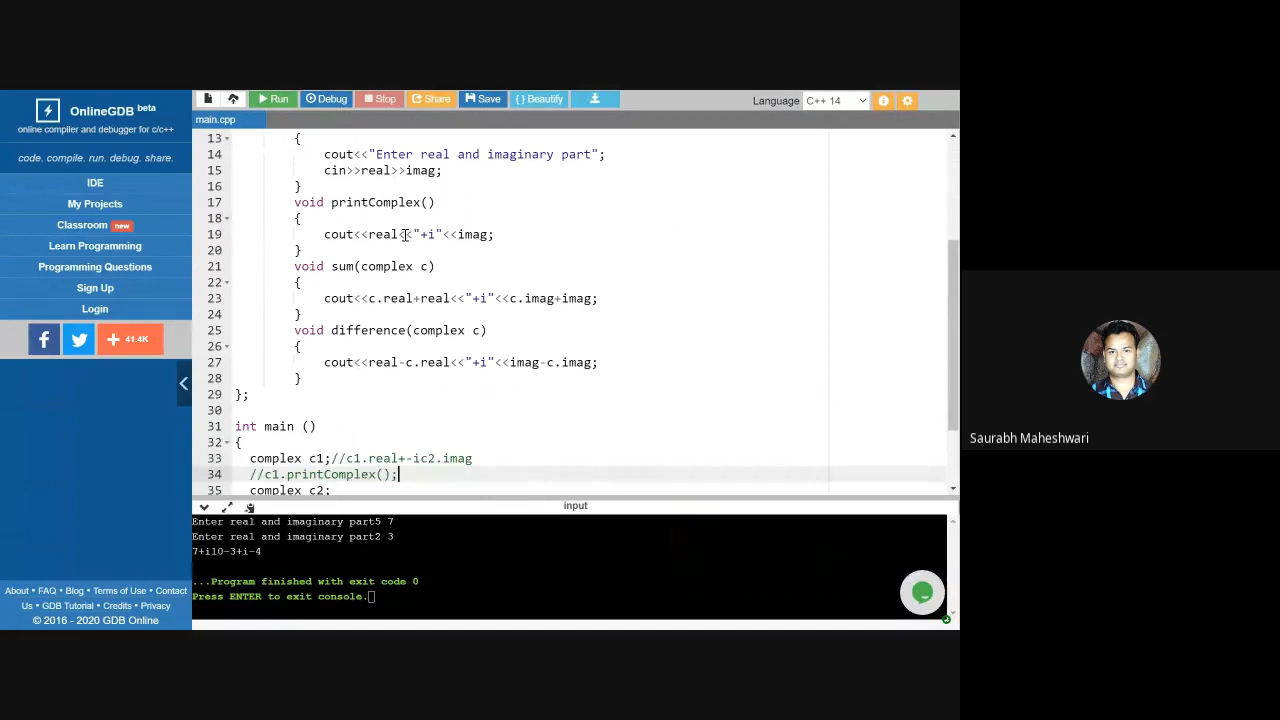 OnlineGDB beta
online compiler and debugger for c/c++
code. compile. run. debug. share.
IDE
My Projects
Classroom new
Learn Programming
Programming Questions
Sign Up
Login
f + 41.4K
About • FAQ • Blog • Terms of Use • Contact
Us • GDB Tutorial • Credits • Privacy
© 2016 - 2020 GDB Online
Run Debug Stop Share Save { } Beautify Language C++ 14
main.cpp
13 {
14 cout<<"Enter real and imaginary part";
15 cin>>real>>imag;
16 }
17 void printComplex()
18 {
19 cout<<real<<"+i"<<imag;
20 }
21 void sum(complex c)
22 {
23 cout<<c.real+real<<"+i"<<c.imag+imag;
24 }
25 void difference(complex c)
26 {
27 cout<<real-c.real<<"+i"<<imag-c.imag;
28 }
29 };
30
31 int main ()
32 {
33 complex c1;//c1.real+-ic2.imag
34 //c1.printComplex();
35 complex c2;
input
Enter real and imaginary part5 7
Enter real and imaginary part2 3
7+i10-3+i-4
...Program finished with exit code 0
Press ENTER to exit console.
Saurabh Maheshwari